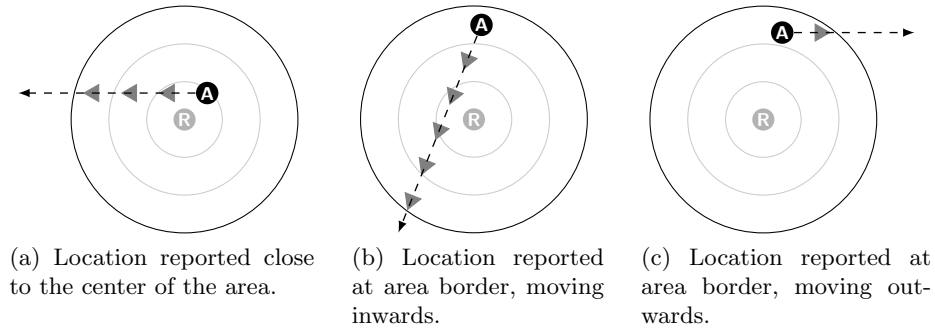 A
R
A
R
A
R
(a) Location reported close
to the center of the area.
(b) Location reported
at area border, moving
inwards.
(c) Location reported at
area border, moving out-
wards.